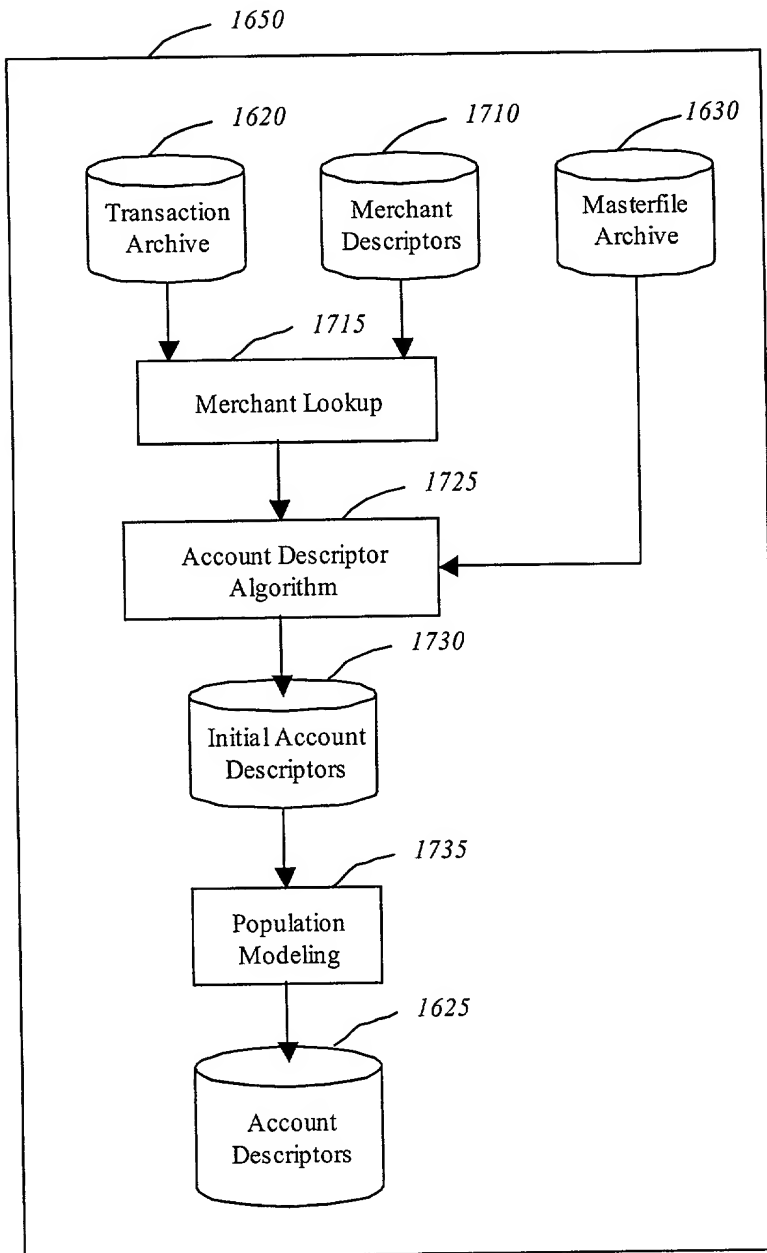 1650
1620
1710
1630
Transaction
Archive
Merchant
Descriptors
Masterfile
Archive
1715
Merchant Lookup
1725
Account Descriptor
Algorithm
1730
Initial Account
Descriptors
1735
Population
Modeling
1625
Account
Descriptors